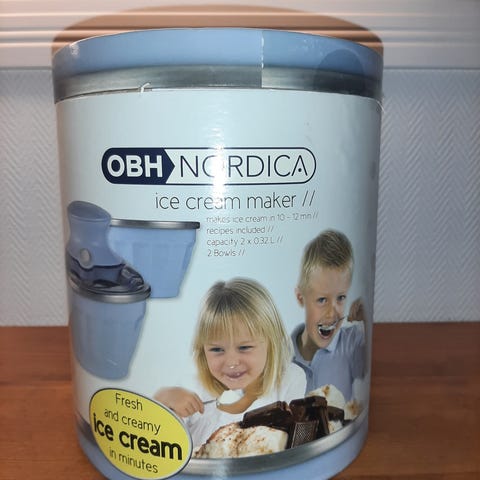 OBH NORDICA
ice cream maker //
makes ice cream in 10 - 12 min //
recipes included //
capacity 2 x 0.32 L //
2 Bowls //
Fresh
and creamy
ice cream
in minutes